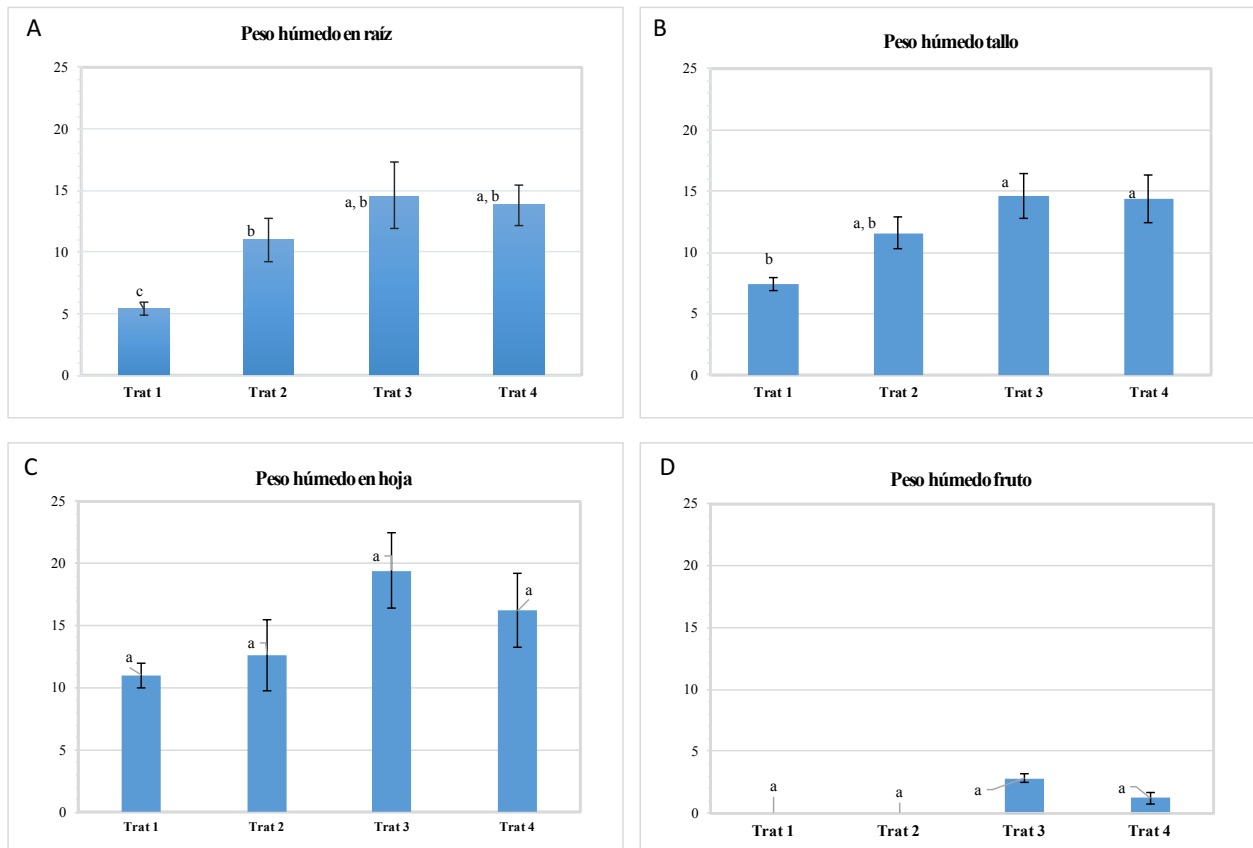 A
Peso húmedo en raíz
25
20
15
10
5
0
c
b
a, b
a, b
Trat 1 Trat 2 Trat 3 Trat 4
B
Peso húmedo tallo
25
20
15
10
5
0
b
a, b
a
a
Trat 1 Trat 2 Trat 3 Trat 4
C
Peso húmedo en hoja
25
20
15
10
5
0
a
a
a
a
Trat 1 Trat 2 Trat 3 Trat 4
D
Peso húmedo fruto
25
20
15
10
5
0
a
a
a
a
Trat 1 Trat 2 Trat 3 Trat 4